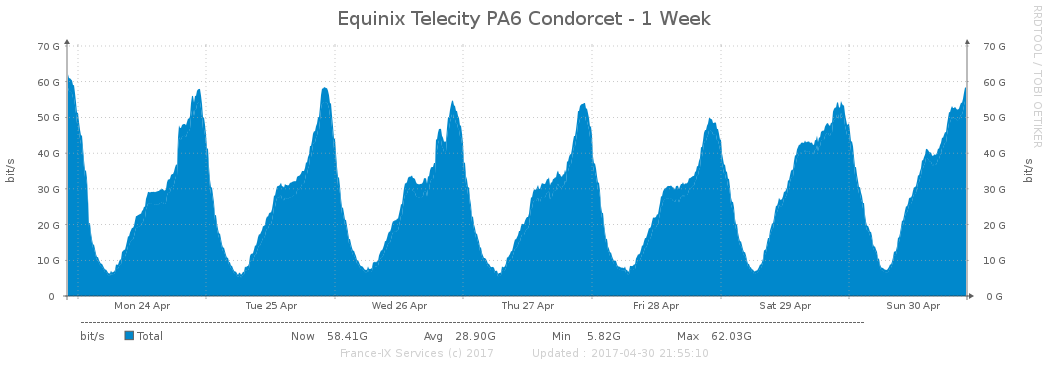 Equinix Telecity PA6 Condorcet - 1 Week
RRDTOOL / TOBI OETIKER
bit/s
70 G 70 G
60 G 60 G
50 G 50 G
40 G 40 G
30 G 30 G
20 G 20 G
10 G 10 G
0 0 G
bit/s
Mon 24 Apr Tue 25 Apr Wed 26 Apr Thu 27 Apr Fri 28 Apr Sat 29 Apr Sun 30 Apr
bit/s Total Now 58.41G Avg 28.90G Min 5.82G Max 62.03G
France-IX Services (c) 2017 Updated : 2017-04-30 21:55:10